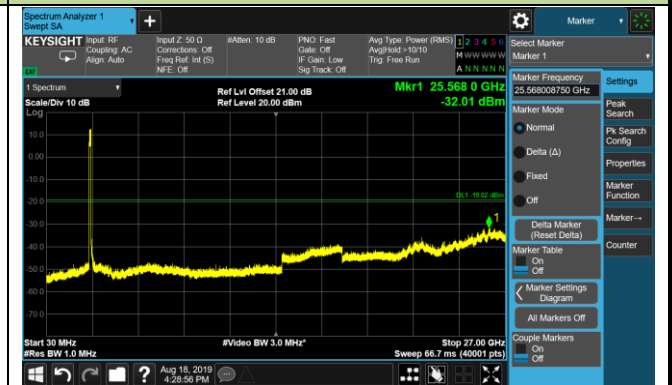 Spectrum Analyzer 1
Swept SA
+
Marker
KEYSIGHT Input: RF
Coupling: AC
Align: Auto
Input Z: 50 Ω
Corrections: Off
Freq Ref: Int (S)
NFE: Off
#Atten: 10 dB
PNO: Fast
Gate: Off
IF Gain: Low
Sig Track: Off
Avg Type: Power (RMS)
Avg|Hold:>10/10
Trig: Free Run
1 2 3 4 5 6
M W W W W W
A N N N N N
LW
1 Spectrum
Scale/Div 10 dB
Ref Lvl Offset 21.00 dB
Ref Level 20.00 dBm
Mkr1 25.568 0 GHz
-32.01 dBm
Log
10.0
0.00
-10.0
-20.0
-30.0
-40.0
-50.0
-60.0
-70.0
DL1 -19.02 dBm
1
Start 30 MHz
#Res BW 1.0 MHz
#Video BW 3.0 MHz*
Stop 27.00 GHz
Sweep 66.7 ms (40001 pts)
Select Marker
Marker 1
Marker Frequency
25.568008750 GHz
Marker Mode
Normal
Delta (Δ)
Fixed
Off
Delta Marker
(Reset Delta)
Marker Table
On
Off
Marker Settings
Diagram
All Markers Off
Couple Markers
On
Off
Settings
Peak
Search
Pk Search
Config
Properties
Marker
Function
Marker→
Counter
?
Aug 18, 2019
4:28:56 PM